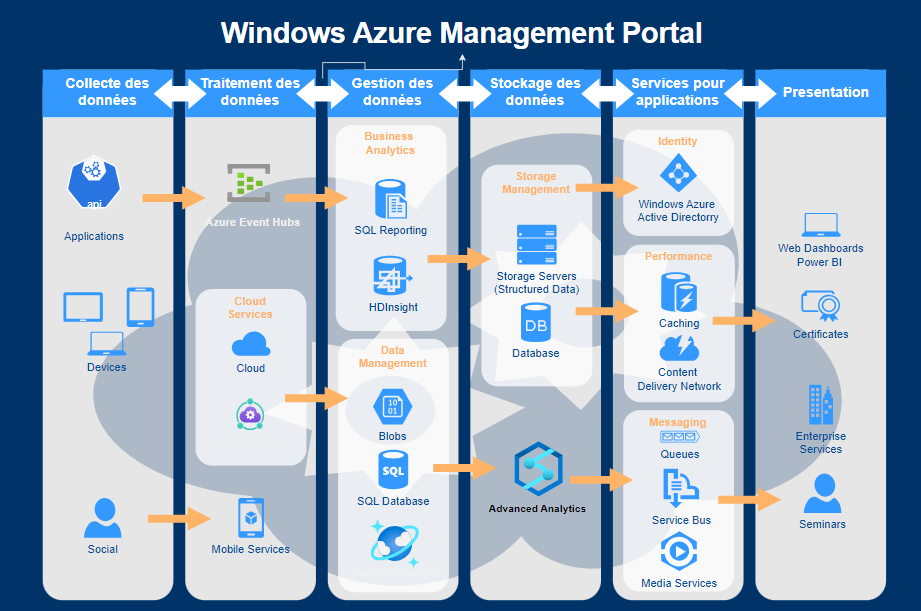 Windows Azure Management Portal
Collecte des
données
Traitement des
données
Gestion des
données
Stockage des
données
Services pour
applications
Presentation
api
Applications
Devices
Social
Azure Event Hubs
Cloud
Services
Cloud
Mobile Services
Business
Analytics
SQL Reporting
HDInsight
Data
Management
10
01
Blobs
SQL
SQL Database
Storage
Management
Storage Servers
(Structured Data)
DB
Database
Advanced Analytics
Identity
Windows Azure
Active Directory
Performance
Caching
Content
Delivery Network
Messaging
Queues
Service Bus
Media Services
Web Dashboards
Power BI
Certificates
Enterprise
Services
Seminars